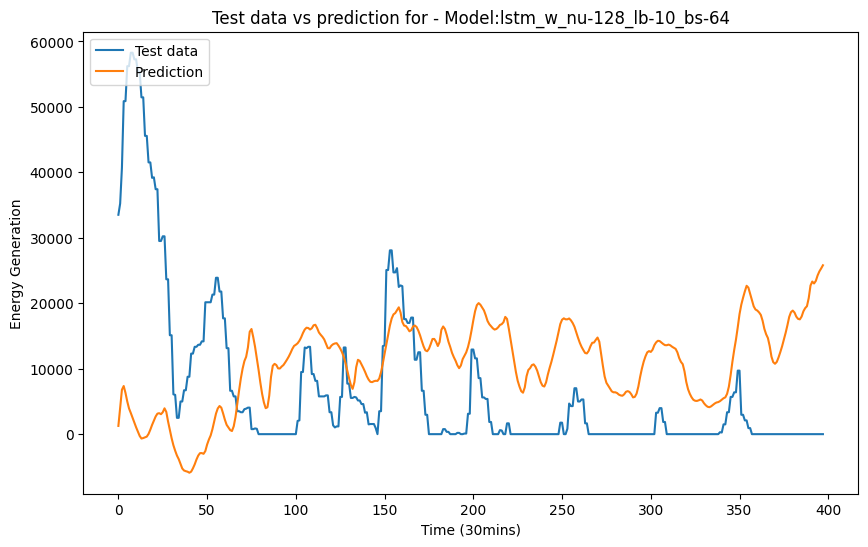 Test data vs prediction for - Model:lstm_w_nu-128_lb-10_bs-64
Test data
Prediction
Energy Generation
60000
50000
40000
30000
20000
10000
0
0 50 100 150 200 250 300 350 400
Time (30mins)